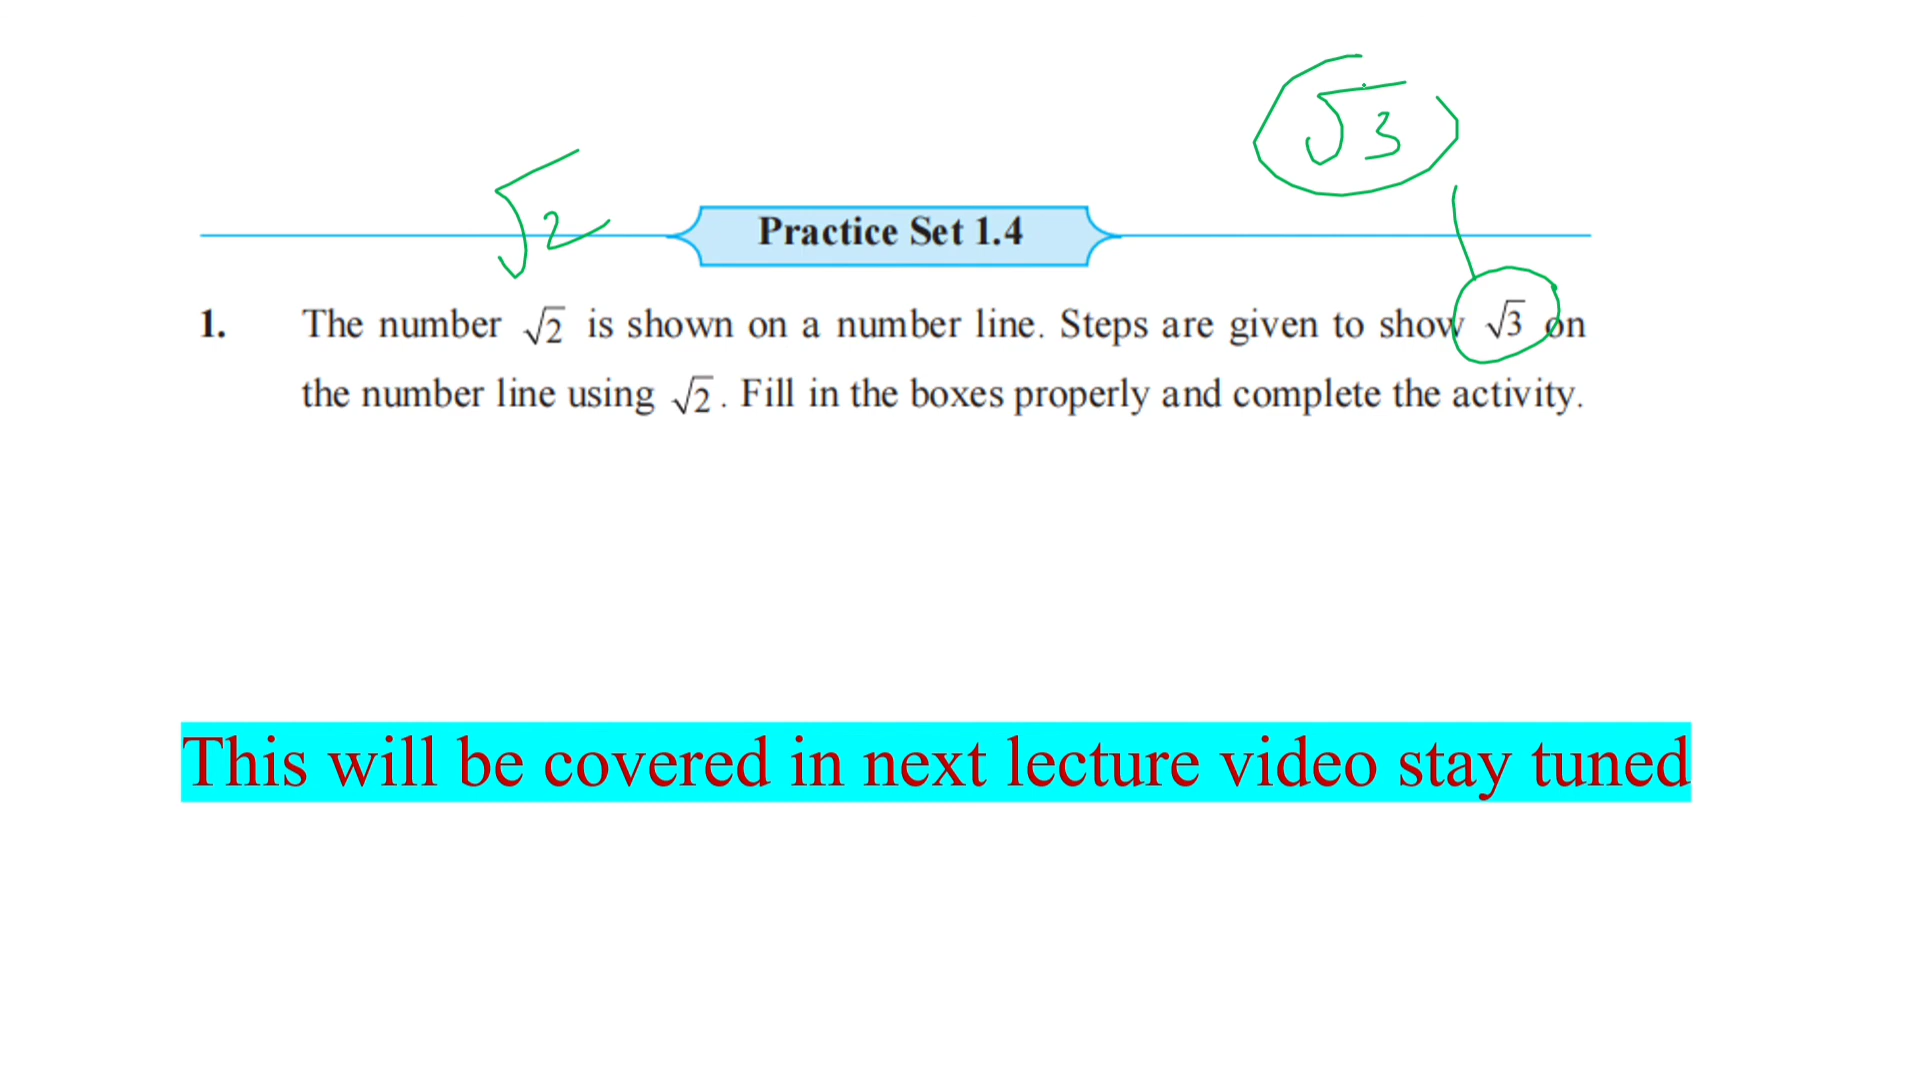 √3
√2
Practice Set 1.4
1. The number √2 is shown on a number line. Steps are given to show √3 on
the number line using √2. Fill in the boxes properly and complete the activity.
This will be covered in next lecture video stay tuned